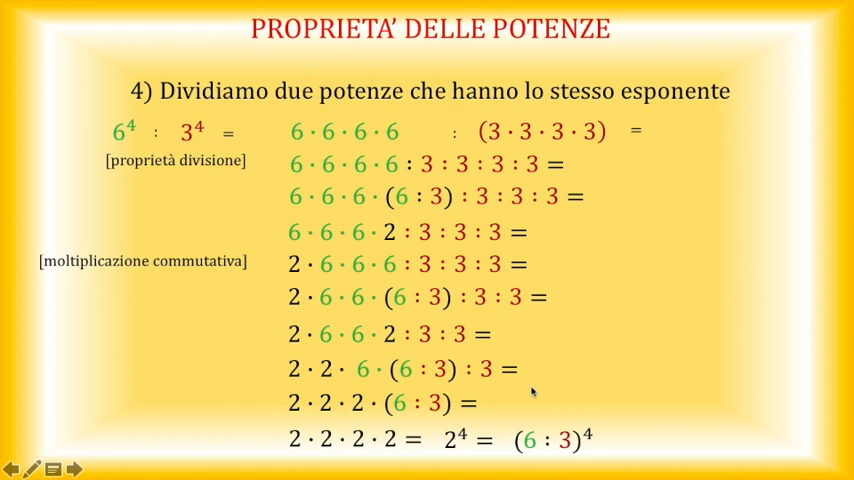 PROPRIETA' DELLE POTENZE
4) Dividiamo due potenze che hanno lo stesso esponente
6⁴ : 3⁴ = 6 · 6 · 6 · 6 : (3 · 3 · 3 · 3) =
[proprietà divisione] 6 · 6 · 6 · 6 : 3 : 3 : 3 : 3 =
6 · 6 · 6 · (6 : 3) : 3 : 3 : 3 =
6 · 6 · 6 · 2 : 3 : 3 : 3 =
[moltiplicazione commutativa] 2 · 6 · 6 · 6 : 3 : 3 : 3 =
2 · 6 · 6 · (6 : 3) : 3 : 3 =
2 · 6 · 6 · 2 : 3 : 3 =
2 · 2 · 6 · (6 : 3) : 3 =
2 · 2 · 2 · (6 : 3) =
2 · 2 · 2 · 2 = 2⁴ = (6 : 3)⁴